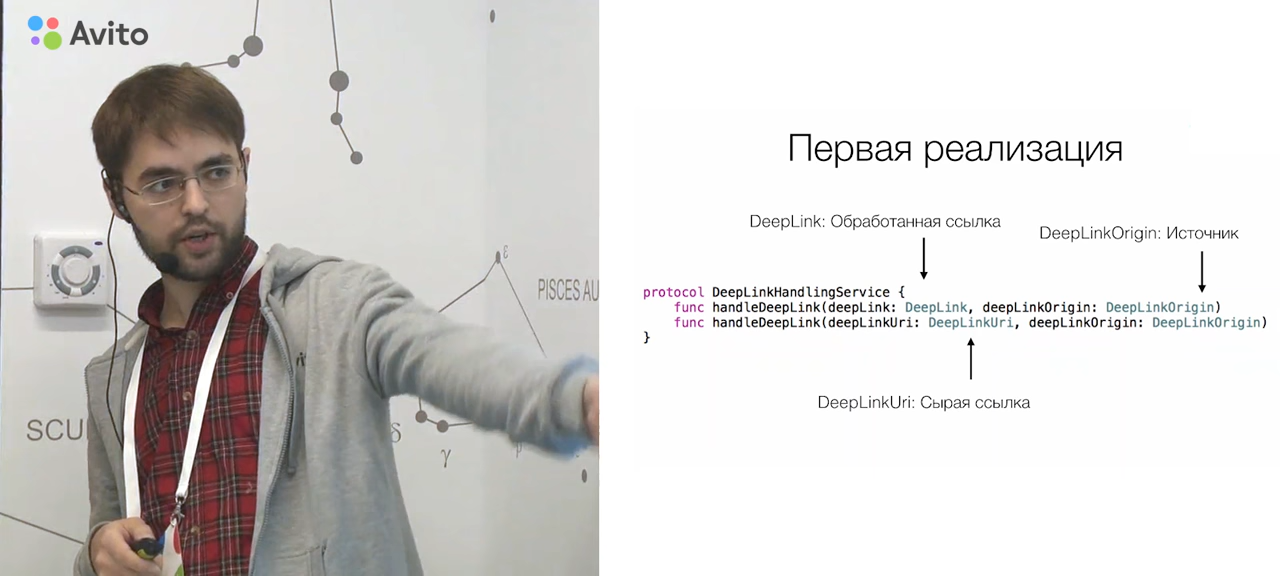 Avito
ε
PISCES AU
SCU
δ
γ
Первая реализация
DeepLink: Обработанная ссылка
DeepLinkOrigin: Источник
protocol DeepLinkHandlingService {
func handleDeepLink(deepLink: DeepLink, deepLinkOrigin: DeepLinkOrigin)
func handleDeepLink(deepLinkUri: DeepLinkUri, deepLinkOrigin: DeepLinkOrigin)
}
DeepLinkUri: Сырая ссылка